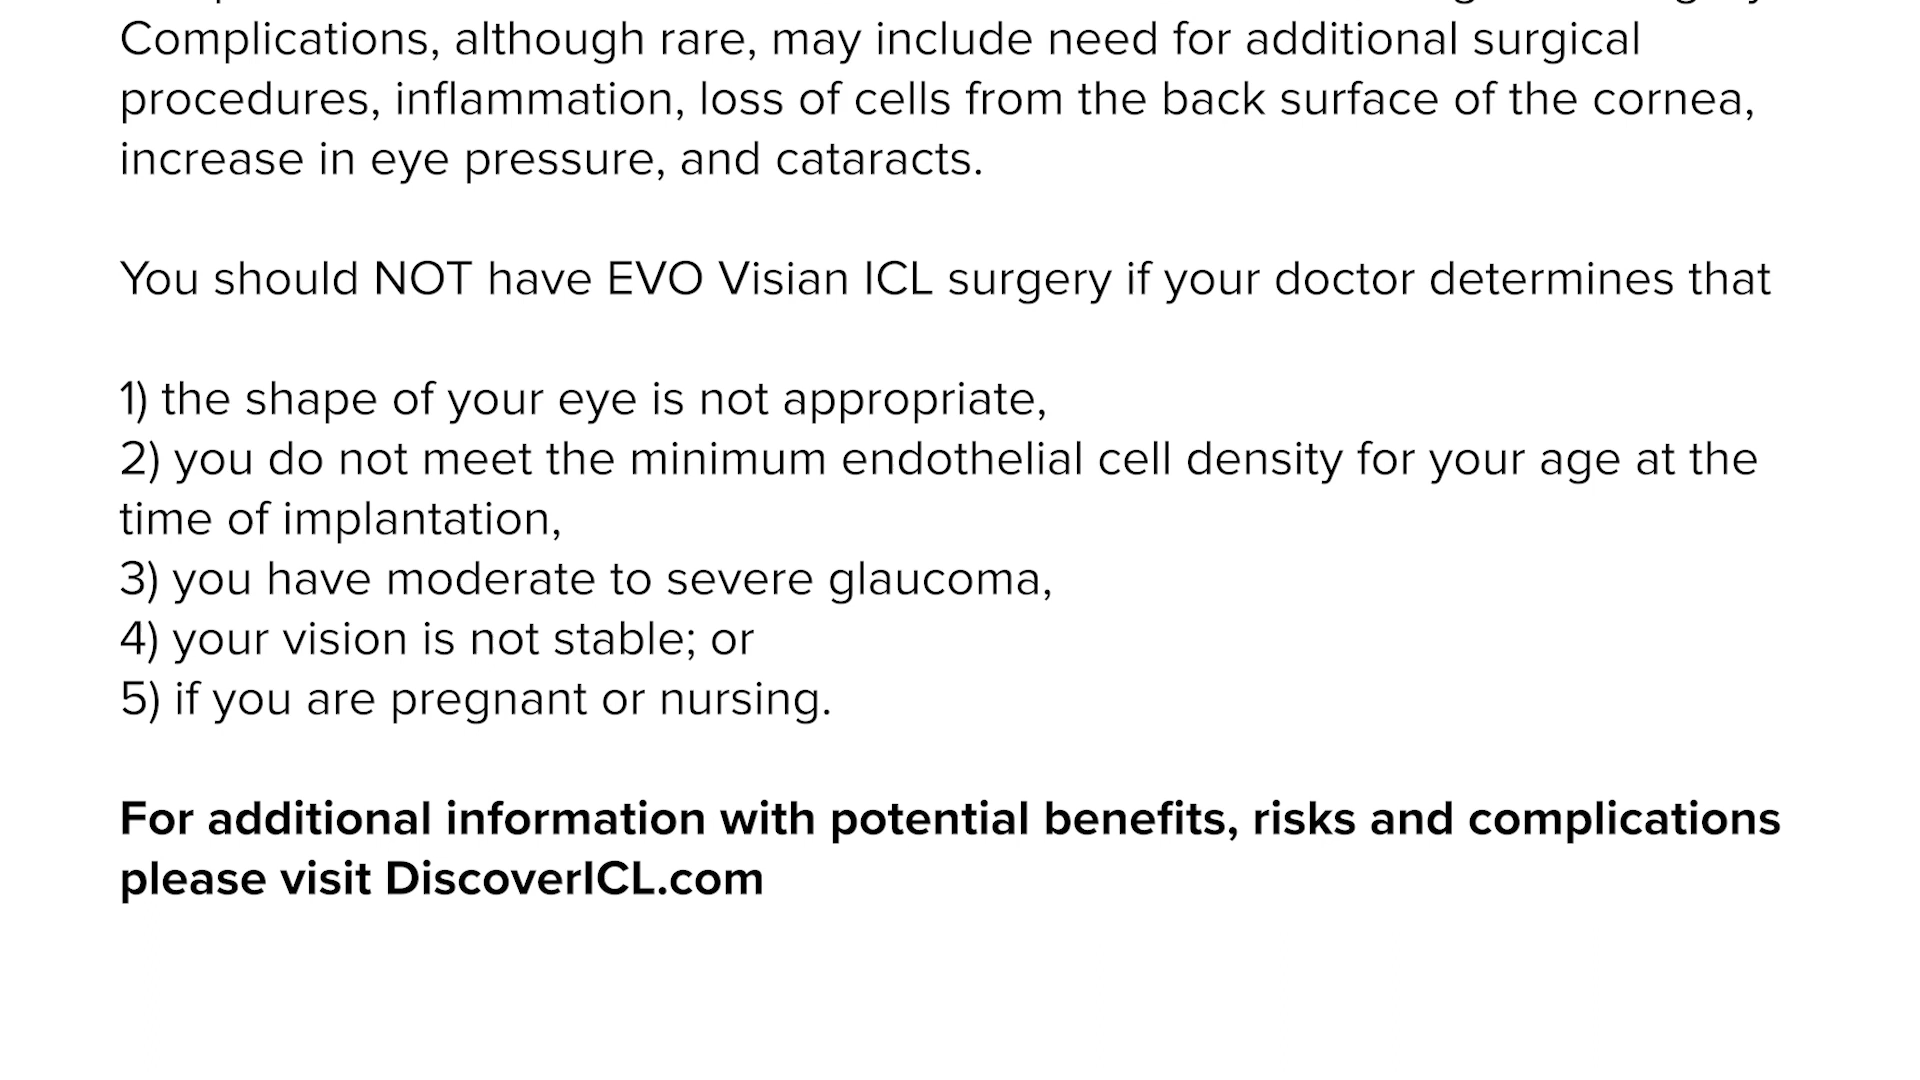 Complications, although rare, may include need for additional surgical
procedures, inflammation, loss of cells from the back surface of the cornea,
increase in eye pressure, and cataracts.
You should NOT have EVO Visian ICL surgery if your doctor determines that
1) the shape of your eye is not appropriate,
2) you do not meet the minimum endothelial cell density for your age at the
time of implantation,
3) you have moderate to severe glaucoma,
4) your vision is not stable; or
5) if you are pregnant or nursing.
For additional information with potential benefits, risks and complications
please visit DiscoverICL.com